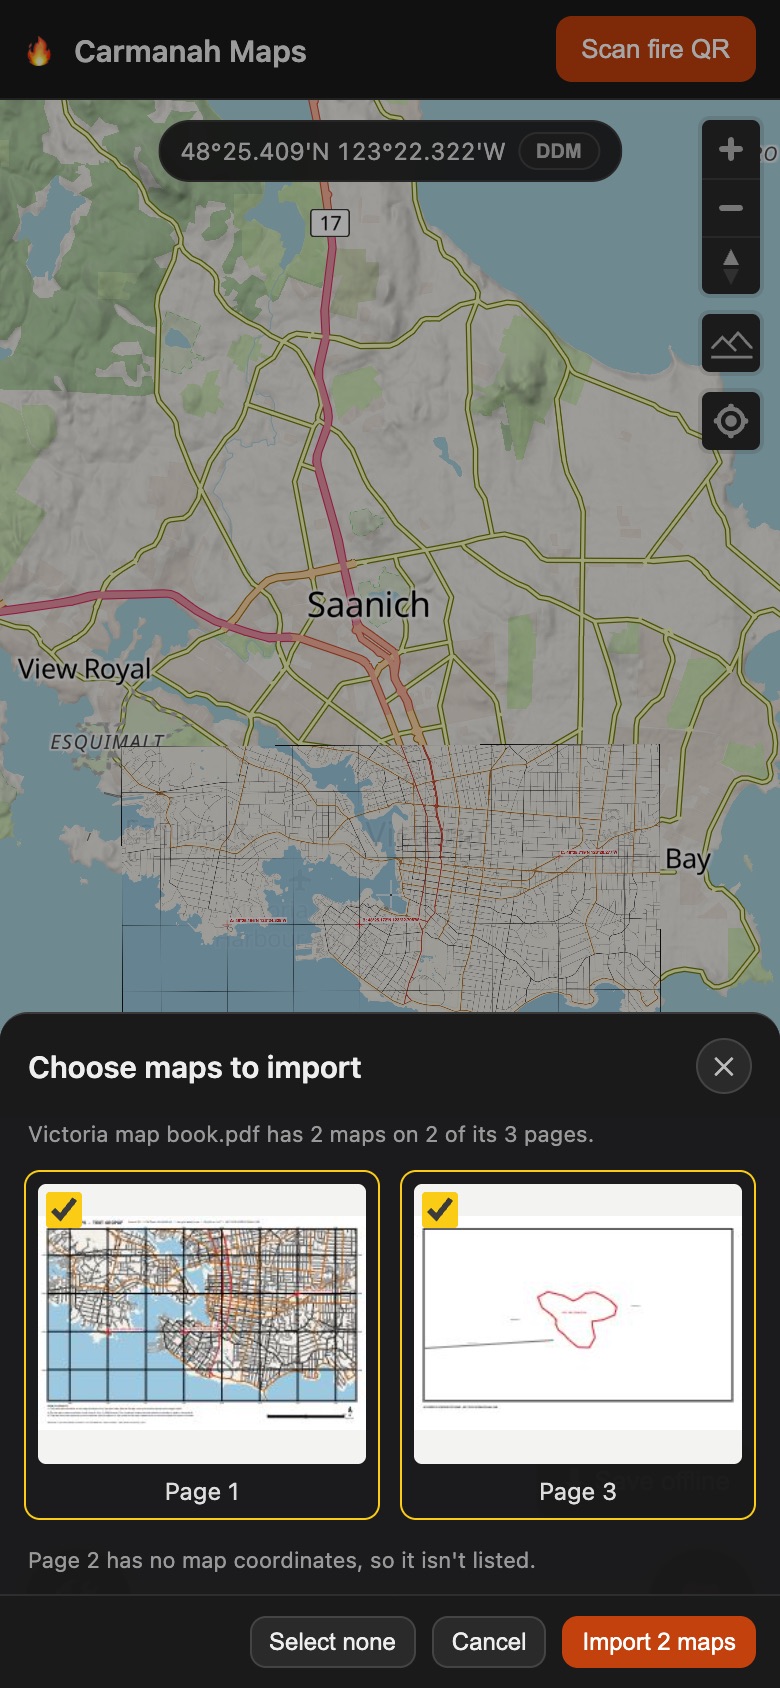 Carmanah Maps
Scan fire QR
48°25.409'N 123°22.322'W DDM
17
Saanich
View Royal
ESQUIMALT
Bay
Choose maps to import
Victoria map book.pdf has 2 maps on 2 of its 3 pages.
Page 1
Page 3
Page 2 has no map coordinates, so it isn't listed.
Select none
Cancel
Import 2 maps